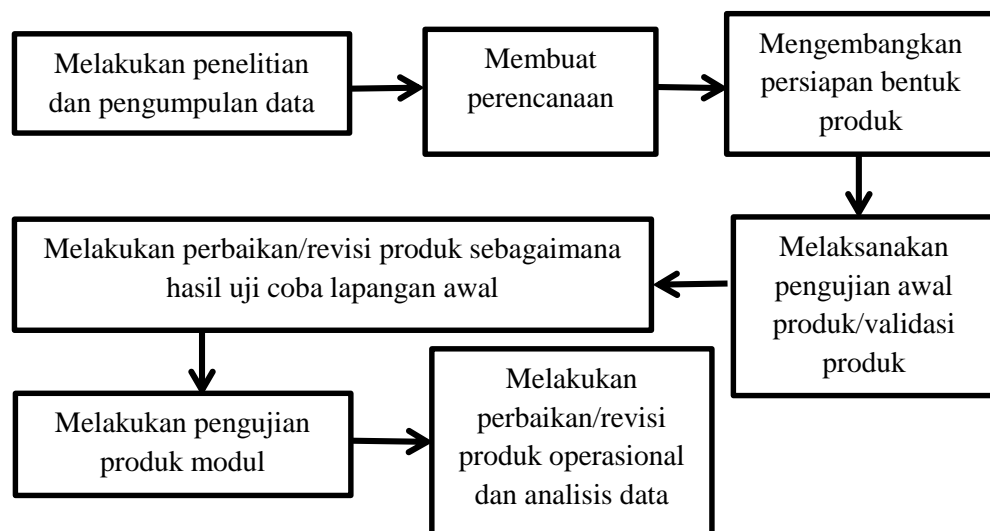 Melakukan penelitian
dan pengumpulan data
Membuat
perencanaan
Mengembangkan
persiapan bentuk
produk
Melaksanakan
pengujian awal
produk/validasi
produk
Melakukan perbaikan/revisi produk sebagaimana
hasil uji coba lapangan awal
Melakukan pengujian
produk modul
Melakukan
perbaikan/revisi
produk operasional
dan analisis data